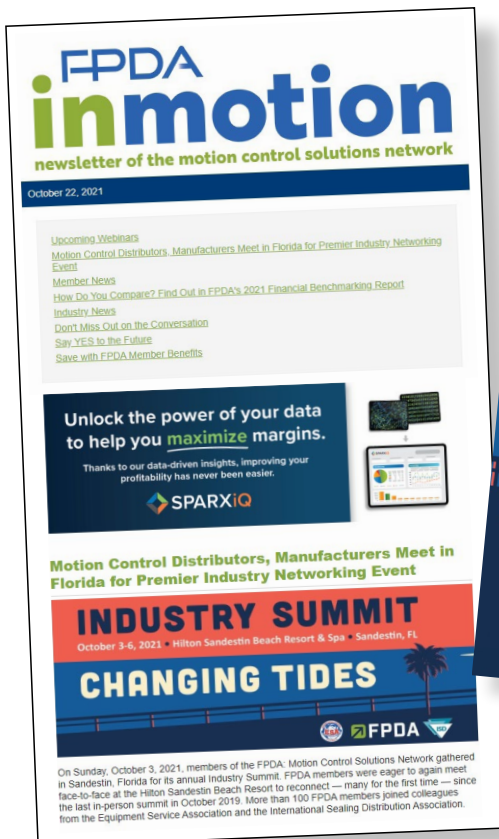 FPDA
inmotion
newsletter of the motion control solutions network
October 22, 2021
Upcoming Webinars
Motion Control Distributors, Manufacturers Meet in Florida for Premier Industry Networking
Event
Member News
How Do You Compare? Find Out in FPDA's 2021 Financial Benchmarking Report
Industry News
Don't Miss Out on the Conversation
Say YES to the Future
Save with FPDA Member Benefits
Unlock the power of your data
to help you maximize margins.
Thanks to our data-driven insights, improving your
profitability has never been easier.
SPARXiQ
Motion Control Distributors, Manufacturers Meet in
Florida for Premier Industry Networking Event
INDUSTRY SUMMIT
October 3-6, 2021 • Hilton Sandestin Beach Resort & Spa • Sandestin, FL
CHANGING TIDES
FPDA
ISD
On Sunday, October 3, 2021, members of the FPDA: Motion Control Solutions Network gathered
in Sandestin, Florida for its annual Industry Summit. FPDA members were eager to again meet
face-to-face at the Hilton Sandestin Beach Resort to reconnect — many for the first time — since
the last in-person summit in October 2019. More than 100 FPDA members joined colleagues
from the Equipment Service Association and the International Sealing Distribution Association.